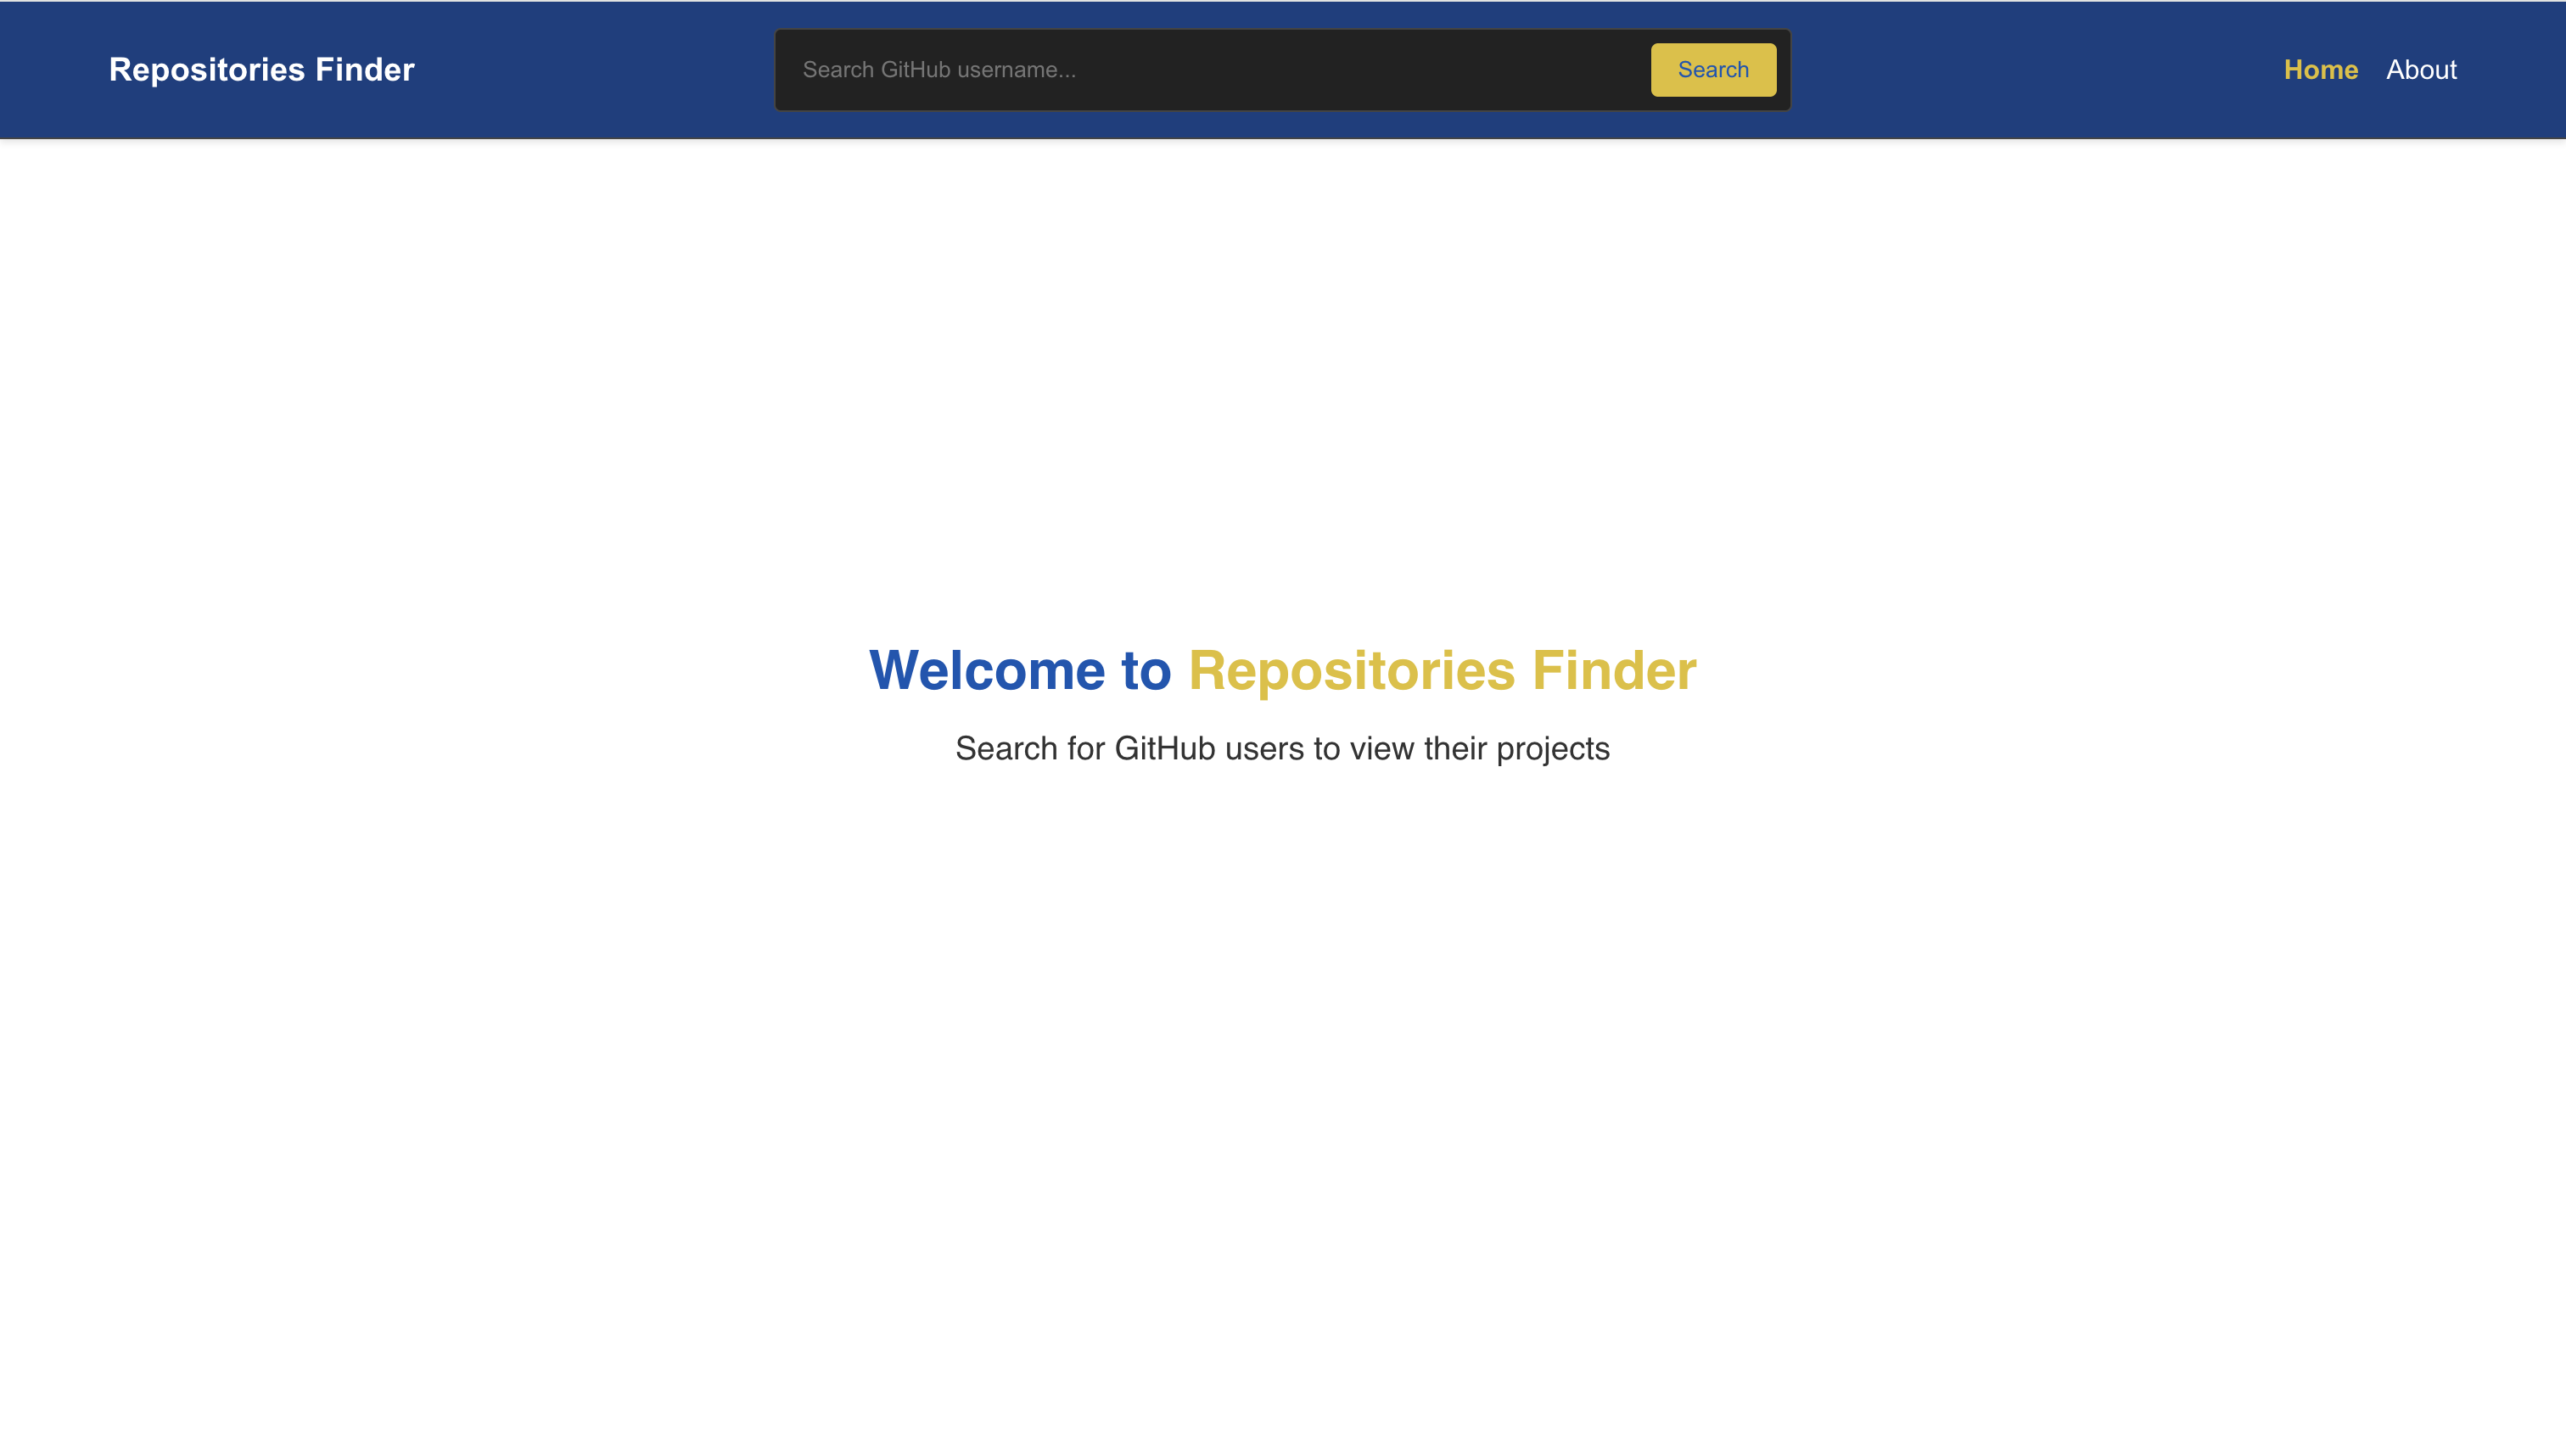 Repositories Finder
Search GitHub username...
Search
Home
About
Welcome to Repositories Finder
Search for GitHub users to view their projects